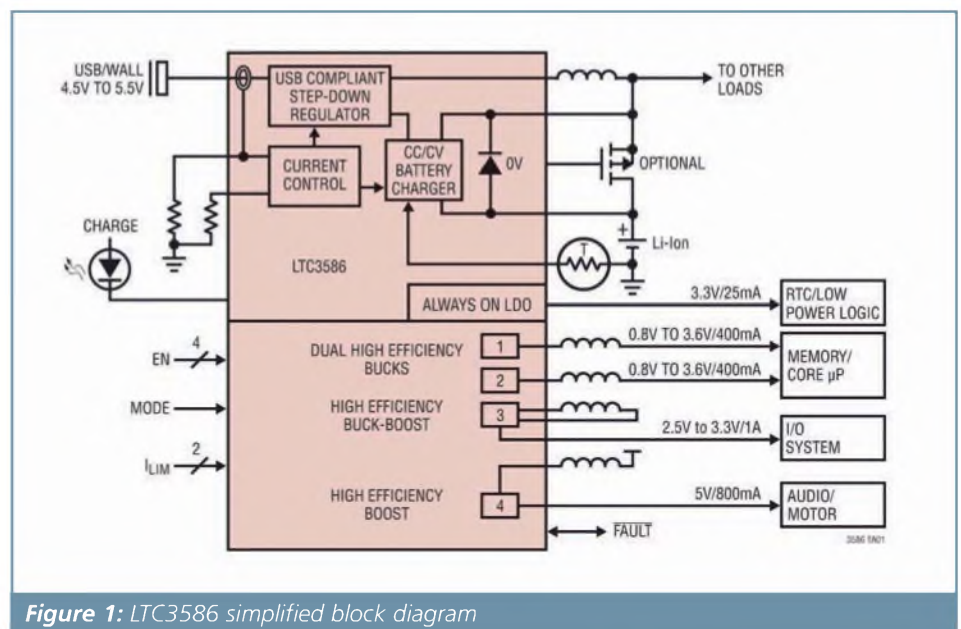 USB/WALL
4.5V TO 5.5V
USB COMPLIANT
STEP-DOWN
REGULATOR
TO OTHER
LOADS
CURRENT
CONTROL
CC/CV
BATTERY
CHARGER
0V
OPTIONAL
CHARGE
+
Li-Ion
T
LTC3586
ALWAYS ON LDO
3.3V/25mA
RTC/LOW
POWER LOGIC
EN
4
DUAL HIGH EFFICIENCY
BUCKS
1
0.8V TO 3.6V/400mA
2
0.8V TO 3.6V/400mA
MEMORY/
CORE µP
MODE
HIGH EFFICIENCY
BUCK-BOOST
3
2.5V to 3.3V/1A
I/O
SYSTEM
ILIM
2
HIGH EFFICIENCY
BOOST
4
5V/800mA
AUDIO/
MOTOR
FAULT
3586 TA01
Figure 1: LTC3586 simplified block diagram